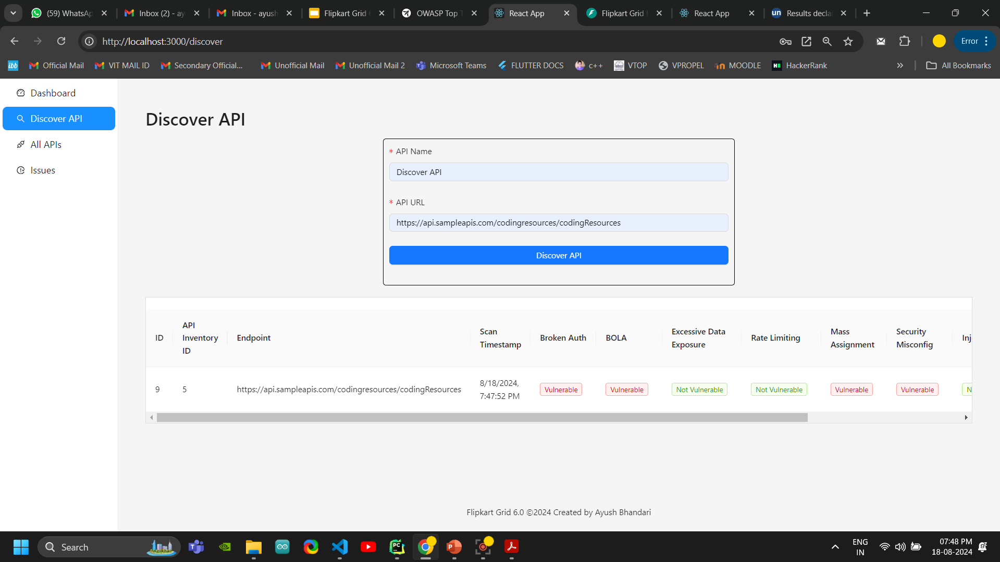 (59) WhatsAp
Inbox (2) - ay
Inbox - ayush
Flipkart Grid 6
OWASP Top T
React App
Flipkart Grid
React App
Results decla
http://localhost:3000/discover
Error
Official Mail
VIT MAIL ID
Secondary Official...
Unofficial Mail
Unofficial Mail 2
Microsoft Teams
FLUTTER DOCS
c++
VTOP
VPROPEL
MOODLE
HackerRank
All Bookmarks
Dashboard
Discover API
All APIs
Issues
Discover API
* API Name
Discover API
* API URL
https://api.sampleapis.com/codingresources/codingResources
Discover API
ID
API
Inventory
ID
Endpoint
Scan
Timestamp
Broken Auth
BOLA
Excessive Data
Exposure
Rate Limiting
Mass
Assignment
Security
Misconfig
Inj
9
5
https://api.sampleapis.com/codingresources/codingResources
8/18/2024,
7:47:52 PM
Vulnerable
Vulnerable
Not Vulnerable
Not Vulnerable
Vulnerable
Vulnerable
N
Flipkart Grid 6.0 ©2024 Created by Ayush Bhandari
Search
ENG
IN
07:48 PM
18-08-2024